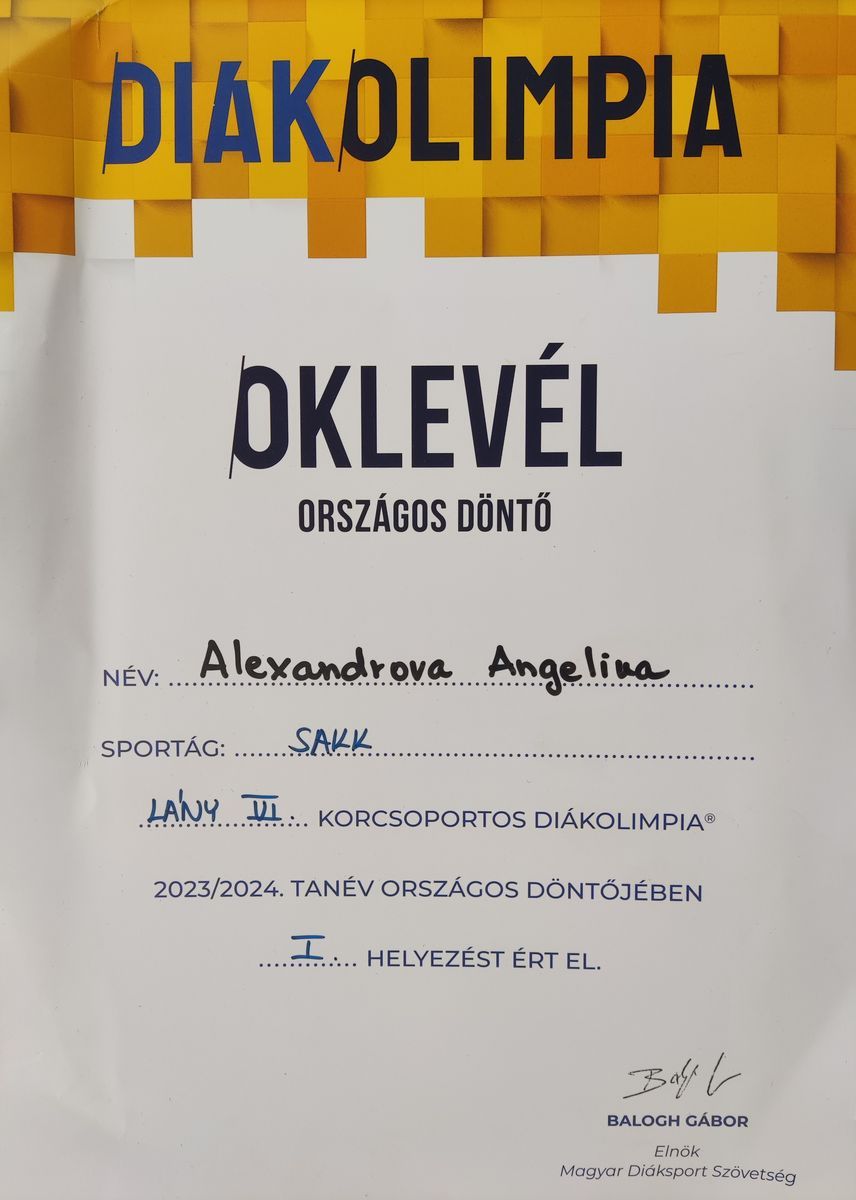 DIÁKOLIMPIA
OKLEVÉL
ORSZÁGOS DÖNTŐ
NÉV: Alexandrova Angelina
SPORTÁG: SAKK
LÁNY VI. KORCSOPORTOS DIÁKOLIMPIA®
2023/2024. TANÉV ORSZÁGOS DÖNTŐJÉBEN
I. HELYEZÉST ÉRT EL.
BALOGH GÁBOR
Elnök
Magyar Diáksport Szövetség